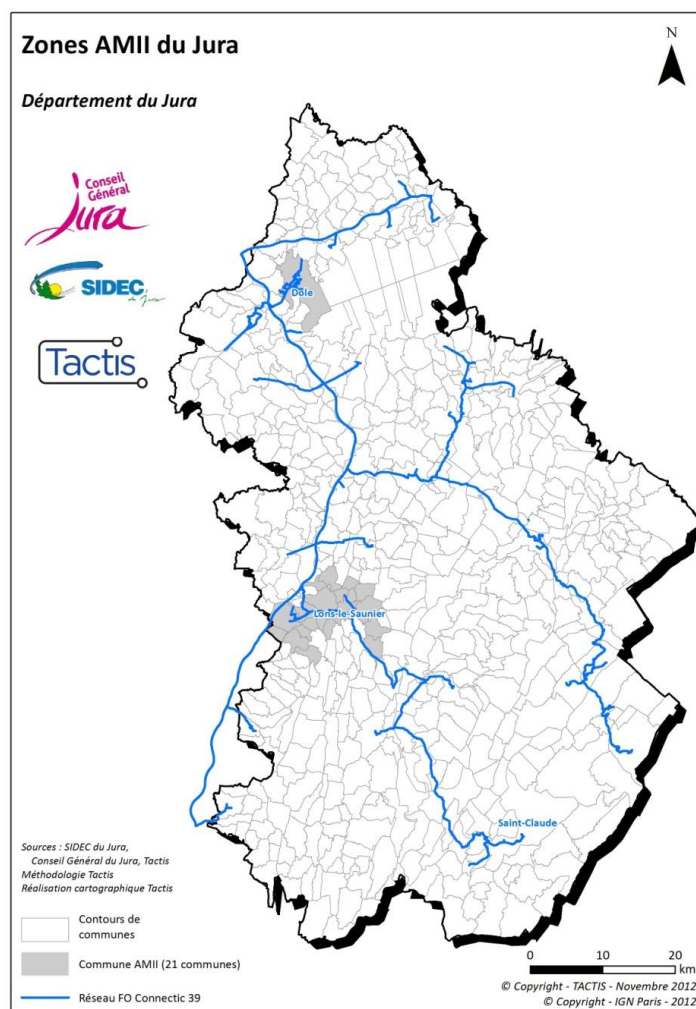 Zones AMII du Jura
N
Département du Jura
Conseil
Général
Jura
SIDEC
du Jura
Tactis
Dole
Lons-le-Saunier
Saint-Claude
Sources : SIDEC du Jura,
Conseil Général du Jura, Tactis
Méthodologie Tactis
Réalisation cartographique Tactis
Contours de
communes
Commune AMII (21 communes)
Réseau FO Connectic 39
0 10 20
km
© Copyright - TACTIS - Novembre 2012
© Copyright - IGN Paris - 2012